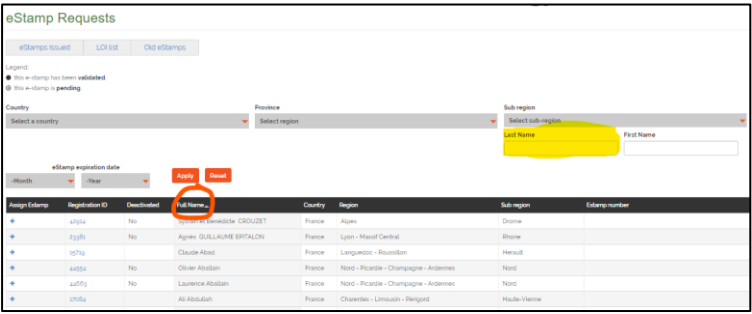 eStamp Requests
eStamps Issued LOI list Old eStamps
Legend:
this e-stamp has been validated.
this e-stamp is pending.
Country Province Sub region
Select a country Select region Select sub-region
Last Name First Name
eStamp expiration date
-Month -Year Apply Reset
Assign Estamp Registration ID Deactivated Full Name Country Region Sub region Estamp number
+ No Bénédicte CROUZET France Alpes Drome
+ 23381 No Agnès GUILLAUME EPITALON France Lyon - Massif Central Rhone
+ 15719 Claude Abad France Languedoc - Roussillon Herault
+ 44554 No Olivier Absilain France Nord - Picardie - Champagne - Ardennes Nord
+ 44663 No Laurence Absilain France Nord - Picardie - Champagne - Ardennes Nord
+ 17084 Ali Abdullah France Charentes - Limousin - Périgord Haute-Vienne